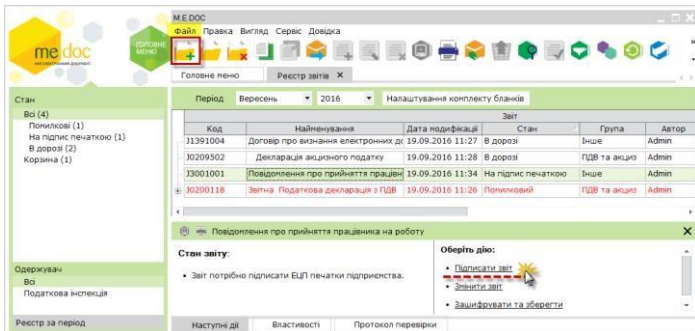 M.E.DOC
Файл Правка Вигляд Сервіс Довідка
me doc
ГОЛОВНЕ МЕНЮ
Головне меню Реєстр звітів X
Стан
Всі (4)
Помилкові (1)
На підпис печаткою (1)
В дорозі (2)
Корзина (1)
Період Вересень 2016 Налаштування комплекту бланків
Звіт
Код Найменування Дата модифікації Стан Група Автор
J1391004 Договір про визнання електронних до 19.09.2016 11:27 В дорозі Інше Admin
J0209502 Декларація акцизного податку 19.09.2016 11:28 В дорозі ПДВ та акциз Admin
J3001001 Повідомлення про прийняття працівн 19.09.2016 11:34 На підпис печаткою Інше Admin
J0200118 Звітна Податкова декларація з ПДВ 19.09.2016 11:26 Помилковий ПДВ та акциз Admin
Повідомлення про прийняття працівника на роботу
Стан звіту:
• Звіт потрібно підписати ЕЦП печатки підприємства.
Оберіть дію:
• Підписати звіт
• Змінити звіт
• Зашифрувати та зберегти
Одержувач
Всі
Податкова інспекція
Реєстр за період
Наступні дії Властивості Протокол перевірки